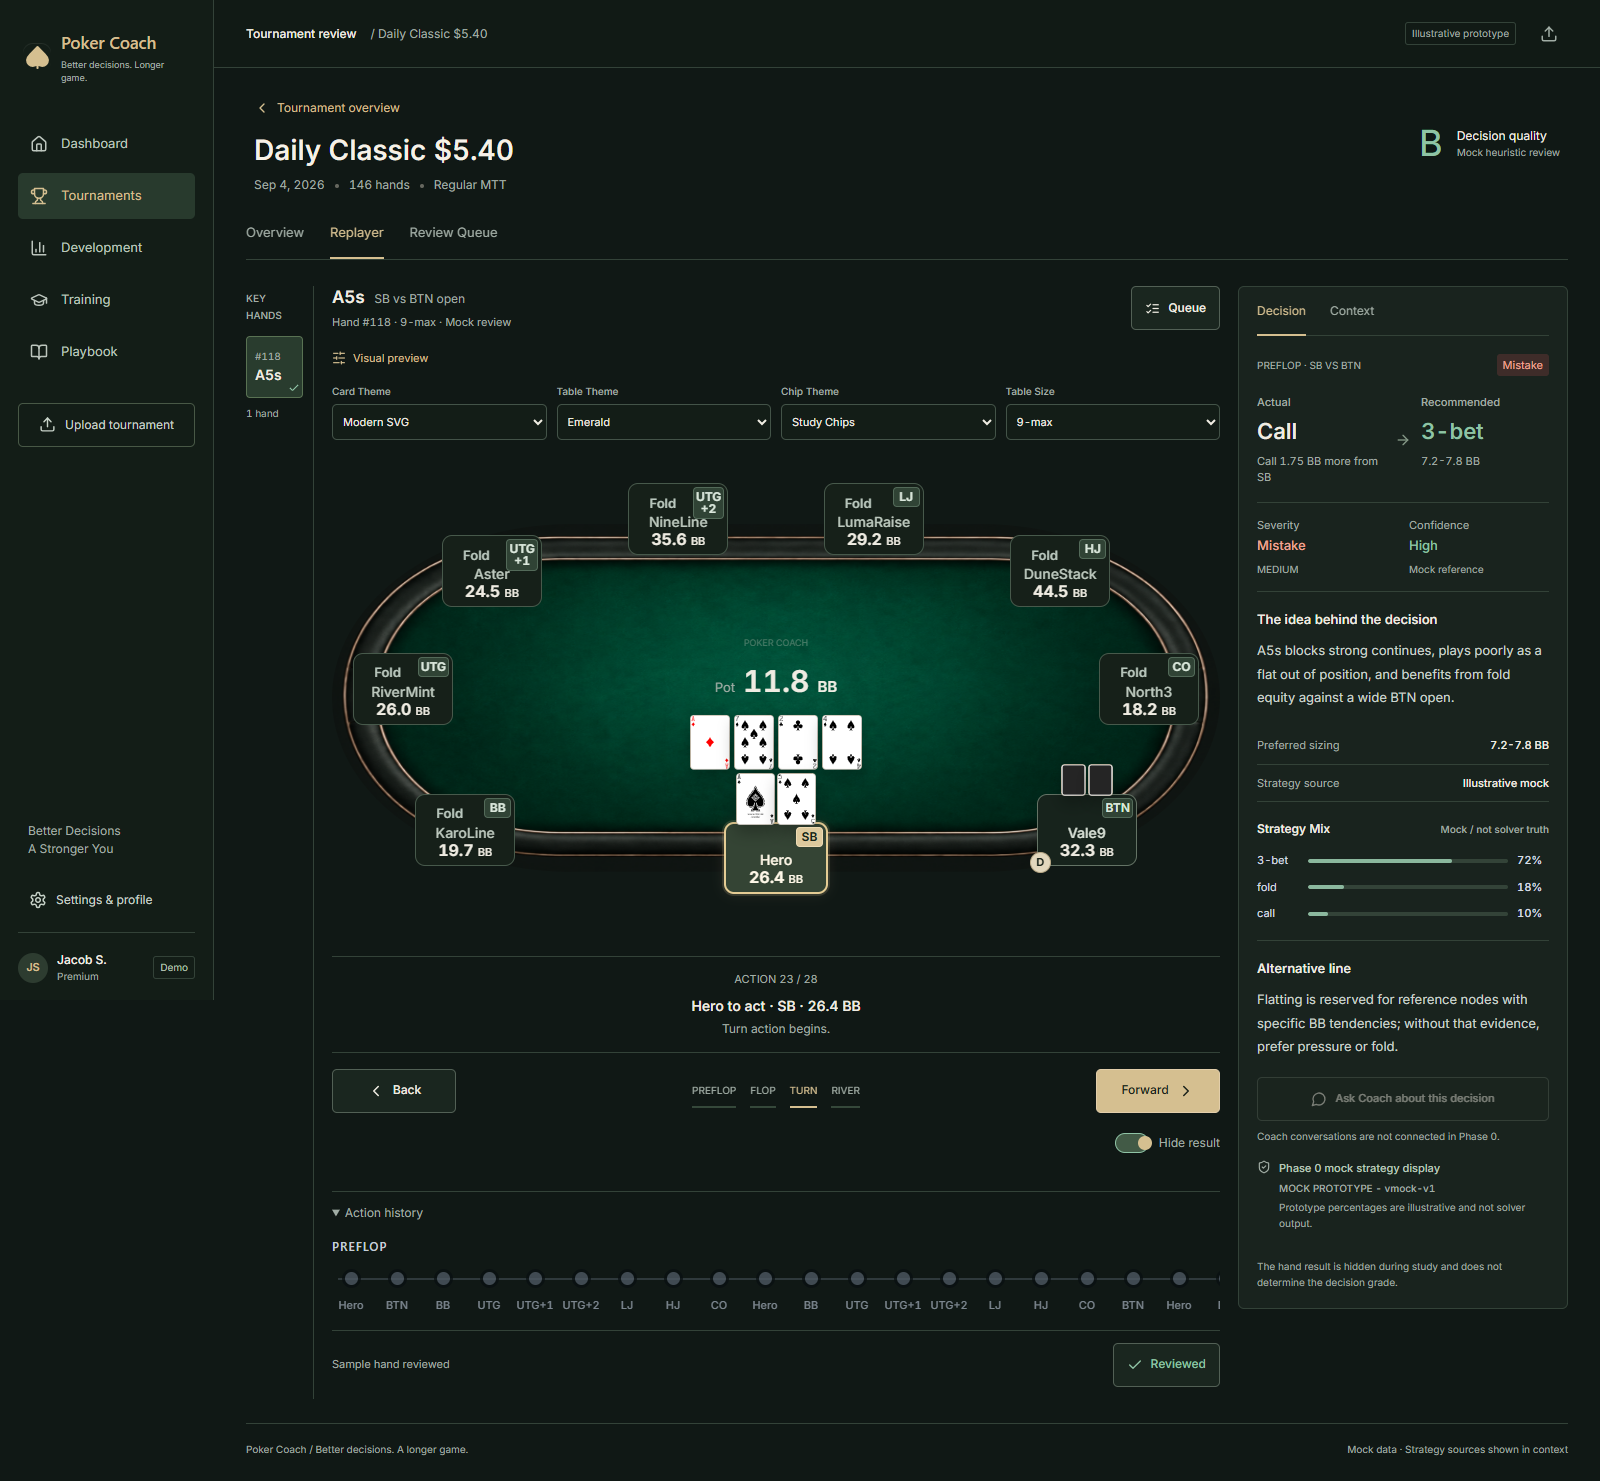 Poker Coach
Better decisions. Longer
game.
Dashboard
Tournaments
Development
Training
Playbook
Upload tournament
Better Decisions
A Stronger You
Settings & profile
JS
Jacob S.
Premium
Demo
Tournament review / Daily Classic $5.40
Illustrative prototype
Tournament overview
Daily Classic $5.40
Sep 4, 2026 • 146 hands • Regular MTT
B
Decision quality
Mock heuristic review
Overview
Replayer
Review Queue
KEY
HANDS
#118
A5s
1 hand
A5s SB vs BTN open
Hand #118 · 9-max · Mock review
Queue
Visual preview
Card Theme
Modern SVG
Table Theme
Emerald
Chip Theme
Study Chips
Table Size
9-max
Fold
UTG
+2
NineLine
35.6 BB
Fold
LJ
LumaRaise
29.2 BB
Fold
UTG
+1
Aster
24.5 BB
Fold
HJ
DuneStack
44.5 BB
Fold
UTG
RiverMint
26.0 BB
Fold
CO
North3
18.2 BB
POKER COACH
Pot 11.8 BB
Fold
BB
KaroLine
19.7 BB
SB
Hero
26.4 BB
BTN
Vale9
32.3 BB
D
ACTION 23 / 28
Hero to act · SB · 26.4 BB
Turn action begins.
Back
PREFLOP
FLOP
TURN
RIVER
Forward
Hide result
▼ Action history
PREFLOP
Hero BTN BB UTG UTG+1 UTG+2 LJ HJ CO Hero BB UTG UTG+1 UTG+2 LJ HJ CO BTN Hero
Sample hand reviewed
Reviewed
Decision
Context
PREFLOP · SB VS BTN
Mistake
Actual
Call
Call 1.75 BB more from
SB
Recommended
3-bet
7.2-7.8 BB
Severity
Mistake
MEDIUM
Confidence
High
Mock reference
The idea behind the decision
A5s blocks strong continues, plays poorly as a
flat out of position, and benefits from fold
equity against a wide BTN open.
Preferred sizing 7.2-7.8 BB
Strategy source Illustrative mock
Strategy Mix Mock / not solver truth
3-bet 72%
fold 18%
call 10%
Alternative line
Flatting is reserved for reference nodes with
specific BB tendencies; without that evidence,
prefer pressure or fold.
Ask Coach about this decision
Coach conversations are not connected in Phase 0.
Phase 0 mock strategy display
MOCK PROTOTYPE - vmock-v1
Prototype percentages are illustrative and not solver
output.
The hand result is hidden during study and does not
determine the decision grade.
Poker Coach / Better decisions. A longer game.
Mock data · Strategy sources shown in context